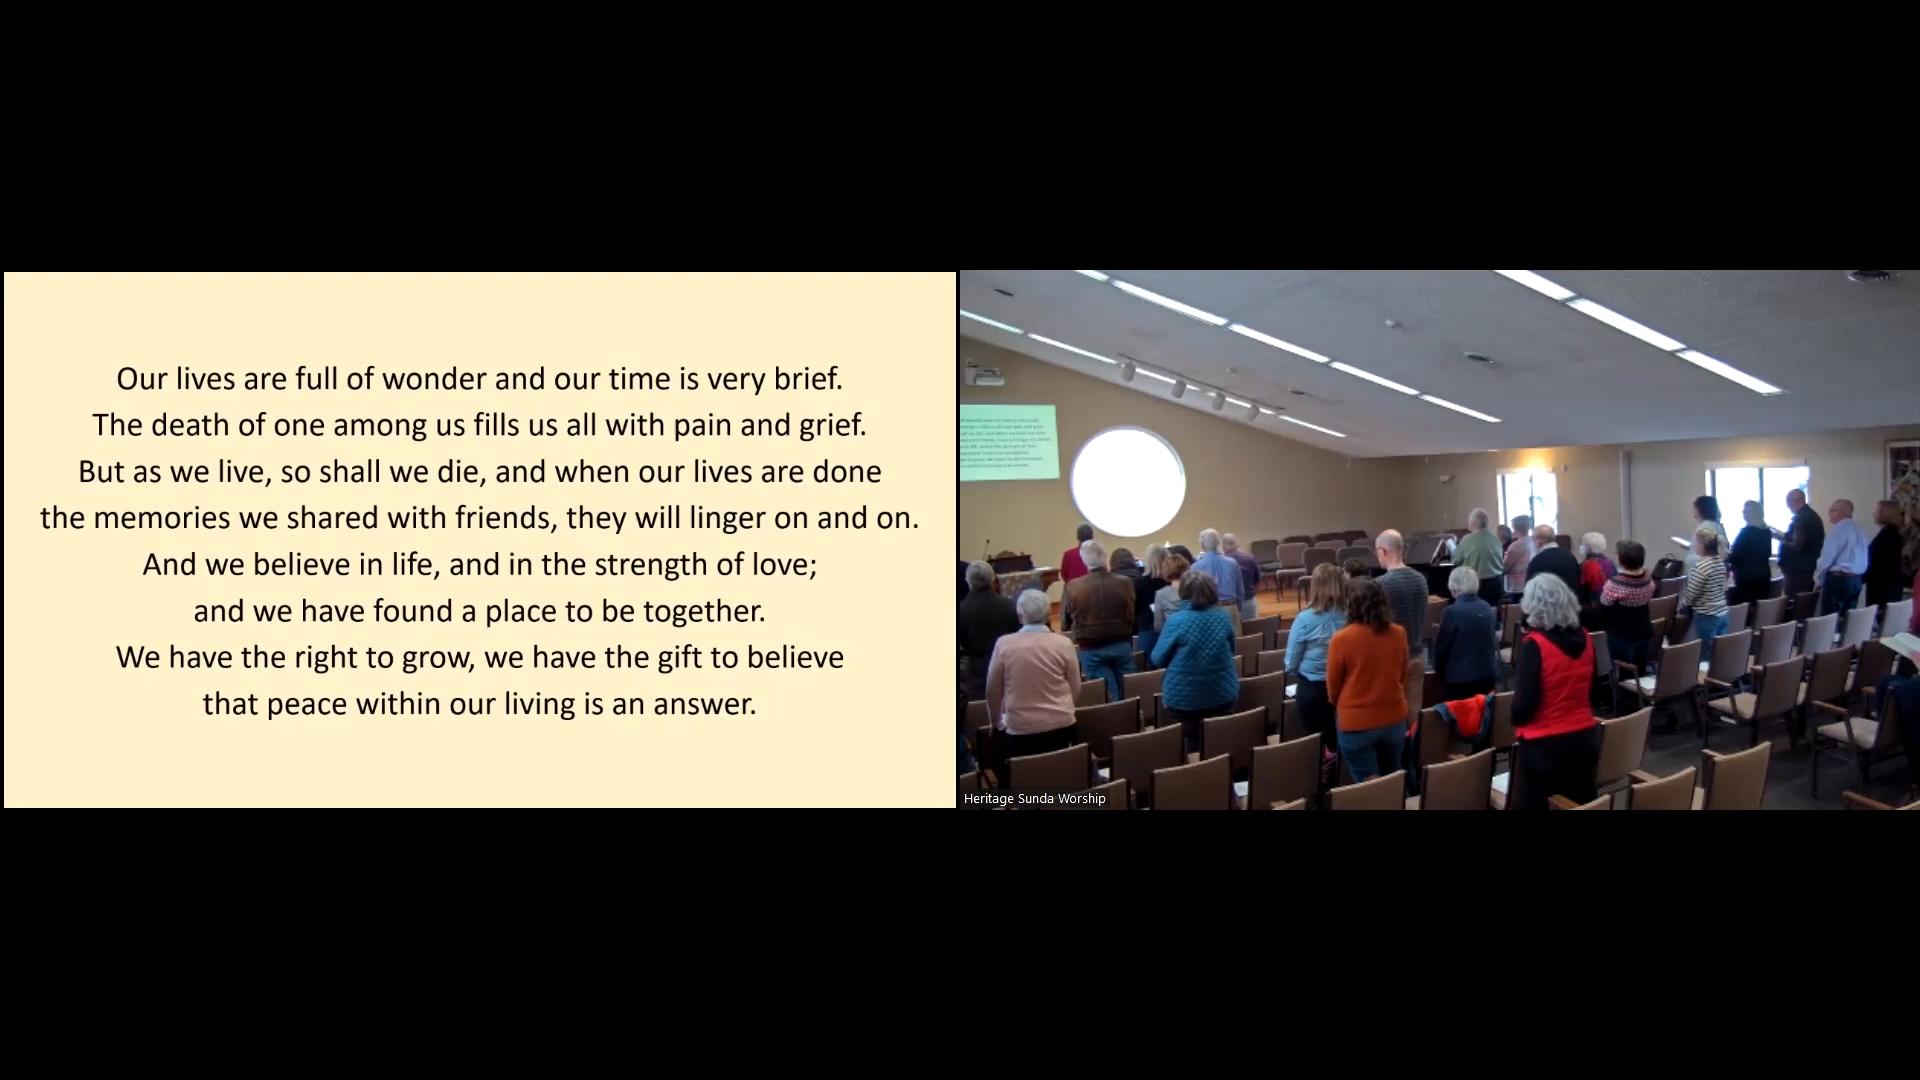 Our lives are full of wonder and our time is very brief.
The death of one among us fills us all with pain and grief.
But as we live, so shall we die, and when our lives are done
the memories we shared with friends, they will linger on and on.
And we believe in life, and in the strength of love;
and we have found a place to be together.
We have the right to grow, we have the gift to believe
that peace within our living is an answer.
Heritage Sunda Worship